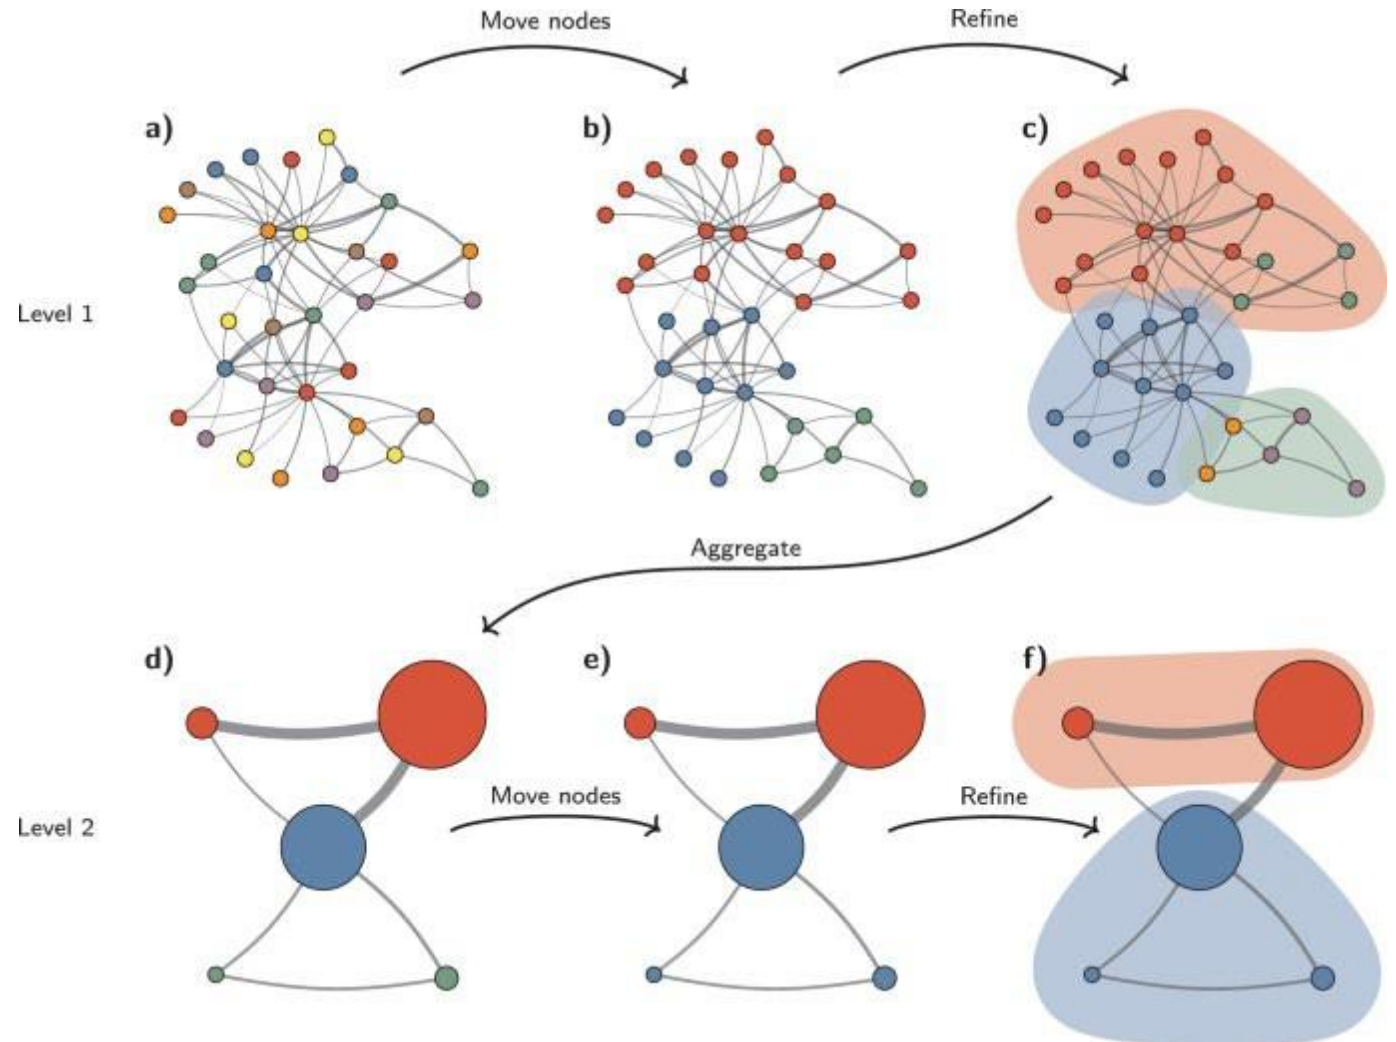 Move nodes
Refine
a)
b)
c)
Level 1
Aggregate
d)
e)
f)
Move nodes
Refine
Level 2